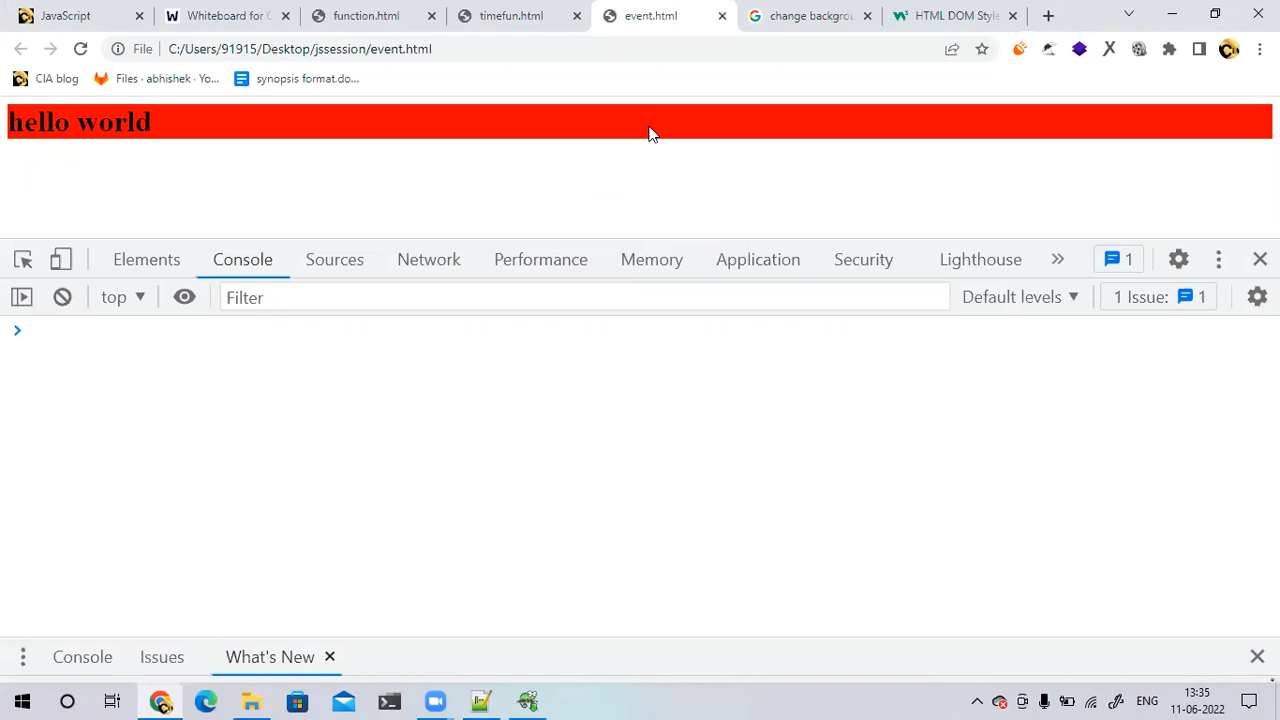 JavaScript
Whiteboard for C
function.html
timefun.html
event.html
change backgrou
HTML DOM Style
File C:/Users/91915/Desktop/jssession/event.html
CIA blog
Files · abhishek · Yo...
synopsis format.do...
hello world
Elements Console Sources Network Performance Memory Application Security Lighthouse » 1
top Filter Default levels 1 Issue: 1
Console Issues What's New
ENG
13:35
11-06-2022